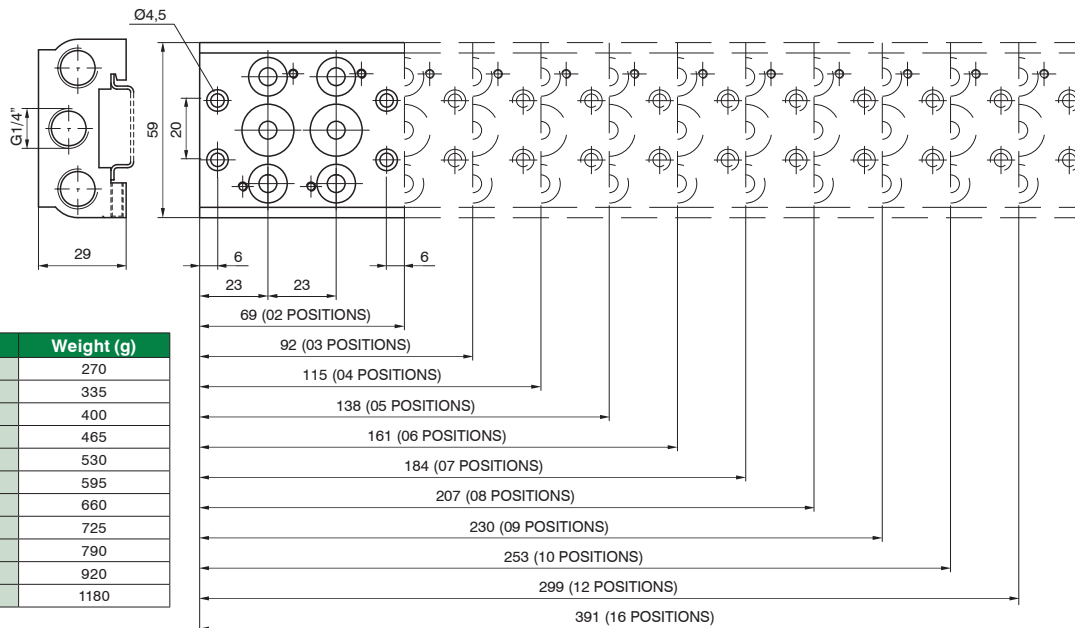 Ø4,5
G1/4"
59
20
29
6
6
23
23
69 (02 POSITIONS)
92 (03 POSITIONS)
115 (04 POSITIONS)
138 (05 POSITIONS)
161 (06 POSITIONS)
184 (07 POSITIONS)
207 (08 POSITIONS)
230 (09 POSITIONS)
253 (10 POSITIONS)
299 (12 POSITIONS)
391 (16 POSITIONS)
Weight (g)
270
335
400
465
530
595
660
725
790
920
1180